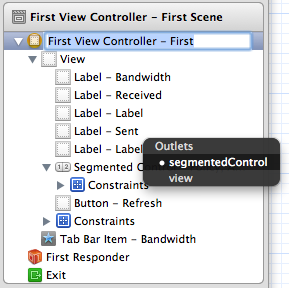 First View Controller – First Scene
First View Controller – First
View
Label – Bandwidth
Label – Received
Label – Label
Label – Sent
Label – Label
Outlets
segmentedControl
view
Segmented C
Constraints
Button – Refresh
Constraints
Tab Bar Item – Bandwidth
First Responder
Exit